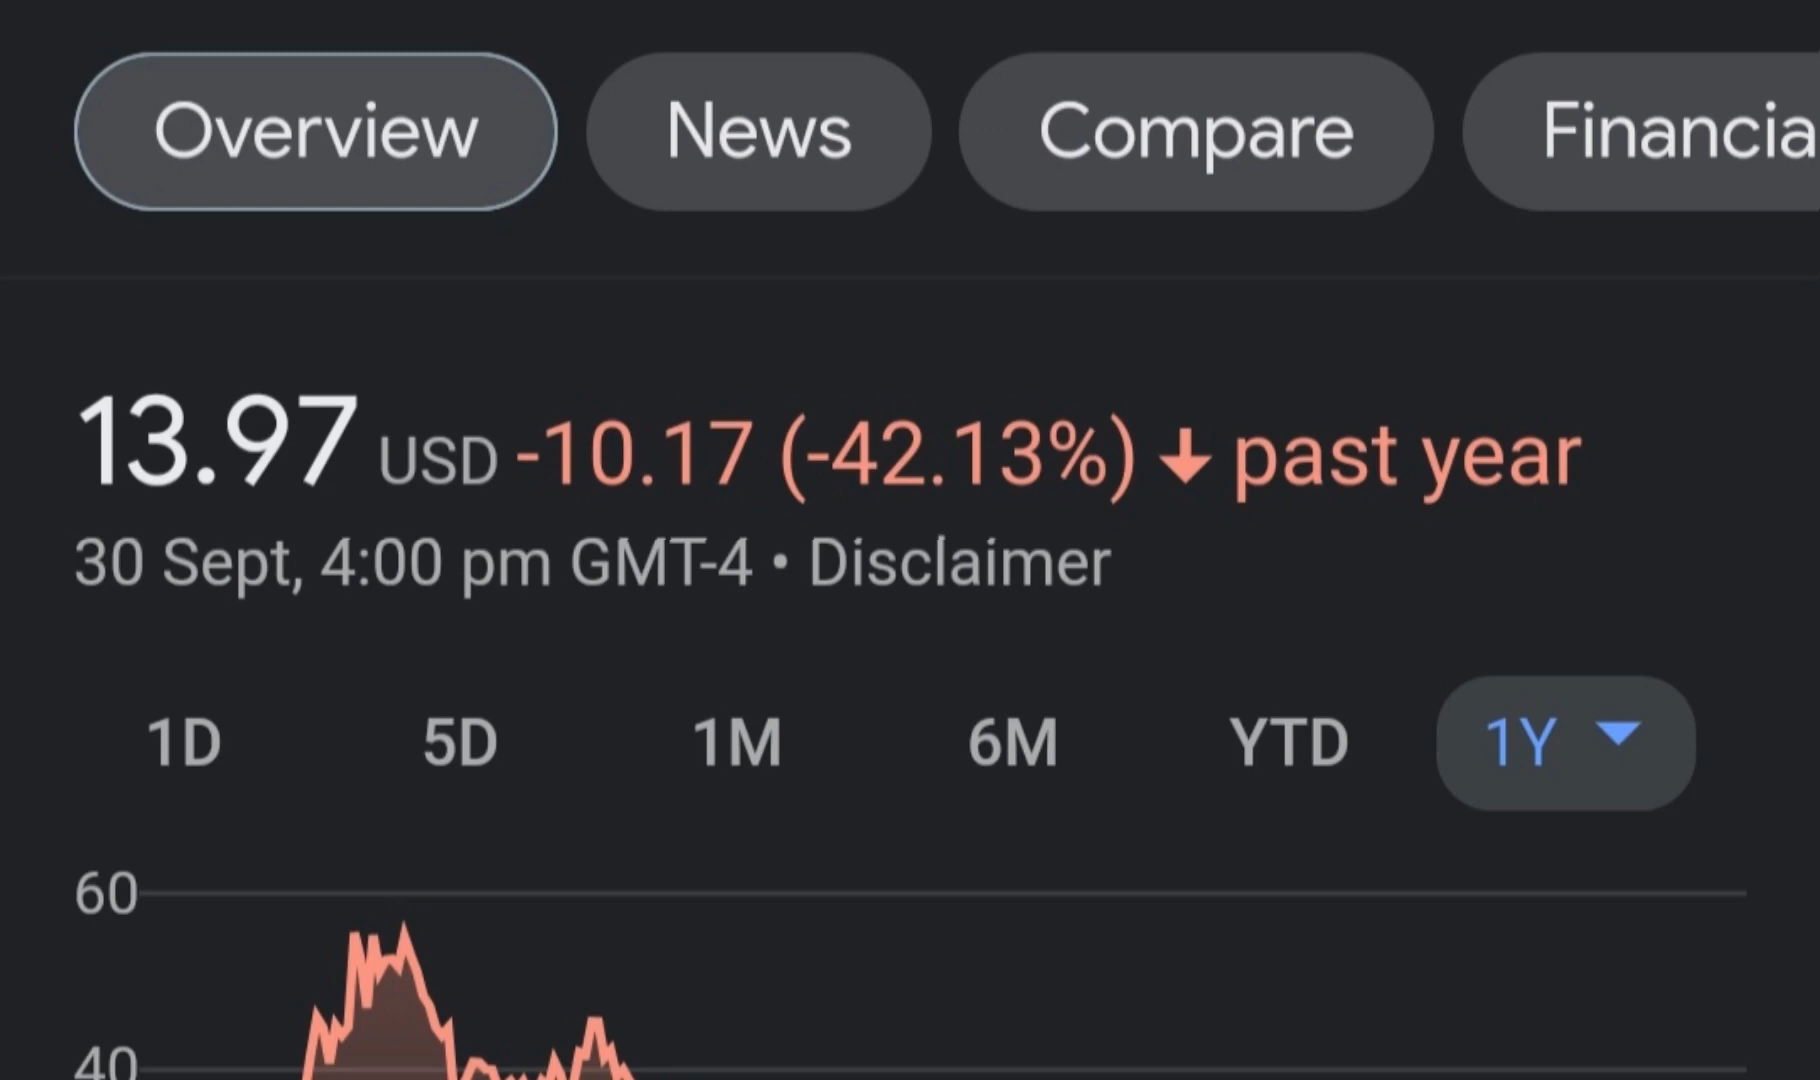 Overview News Compare Financia
13.97 USD -10.17 (-42.13%) ↓ past year
30 Sept, 4:00 pm GMT-4 • Disclaimer
1D 5D 1M 6M YTD 1Y
60
40